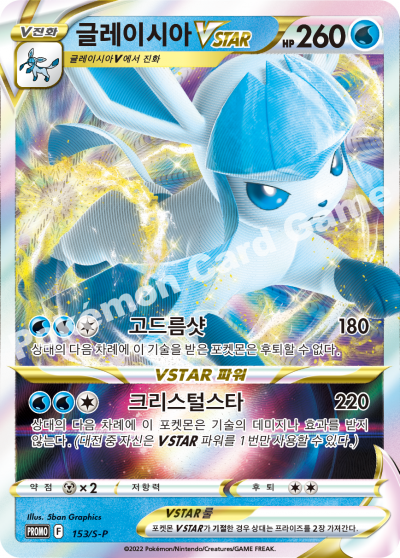 V진화
글레이시아 VSTAR
HP 260
글레이시아V에서 진화
Pokémon Card Game
고드름샷 180
상대의 다음 차례에 이 기술을 받은 포켓몬은 후퇴할 수 없다.
VSTAR 파워
크리스털스타 220
상대의 다음 차례에 이 포켓몬은 기술의 데미지나 효과를 받지
않는다. (대전 중 자신은 VSTAR 파워를 1번만 사용할 수 있다.)
약점 ×2 저항력 후퇴
Illus. 5ban Graphics
VSTAR 룰
PROMO F 153/S-P
포켓몬 VSTAR가 기절한 경우 상대는 프라이즈를 2장 가져간다.
©2022 Pokémon/Nintendo/Creatures/GAME FREAK.